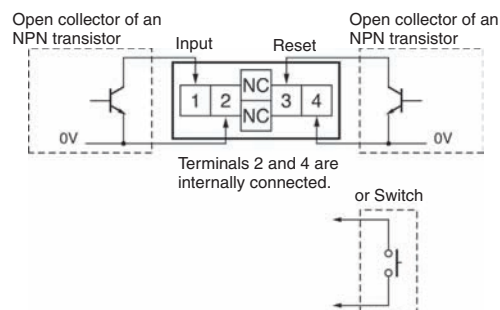 Open collector of an
NPN transistor
Input
Reset
Open collector of an
NPN transistor
NC
1 2 3 4
NC
0V
0V
Terminals 2 and 4 are
internally connected.
or Switch